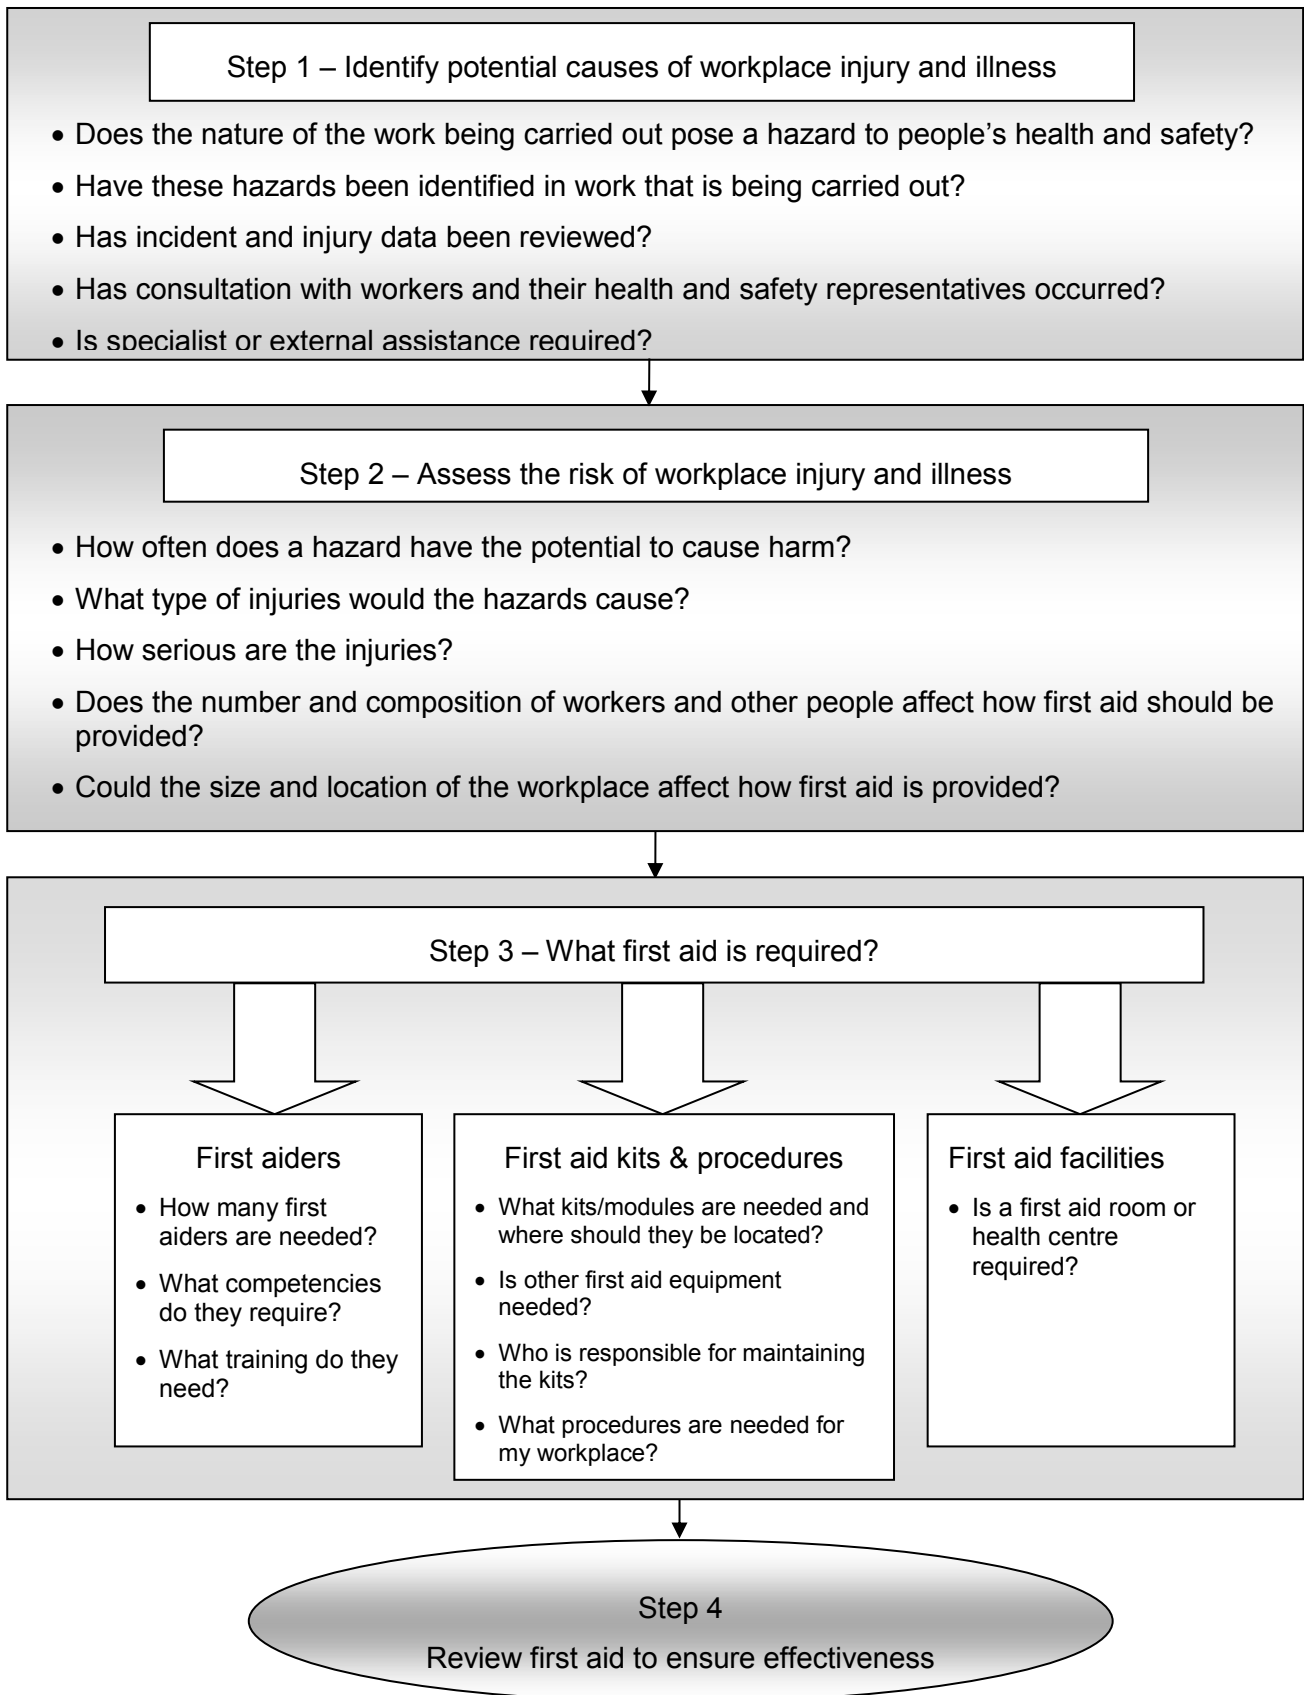 Step 1 – Identify potential causes of workplace injury and illness
• Does the nature of the work being carried out pose a hazard to people’s health and safety?
• Have these hazards been identified in work that is being carried out?
• Has incident and injury data been reviewed?
• Has consultation with workers and their health and safety representatives occurred?
• Is specialist or external assistance required?
Step 2 – Assess the risk of workplace injury and illness
• How often does a hazard have the potential to cause harm?
• What type of injuries would the hazards cause?
• How serious are the injuries?
• Does the number and composition of workers and other people affect how first aid should be
provided?
• Could the size and location of the workplace affect how first aid is provided?
Step 3 – What first aid is required?
First aiders
• How many first
aiders are needed?
• What competencies
do they require?
• What training do they
need?
First aid kits & procedures
• What kits/modules are needed and
where should they be located?
• Is other first aid equipment
needed?
• Who is responsible for maintaining
the kits?
• What procedures are needed for
my workplace?
First aid facilities
• Is a first aid room or
health centre
required?
Step 4
Review first aid to ensure effectiveness